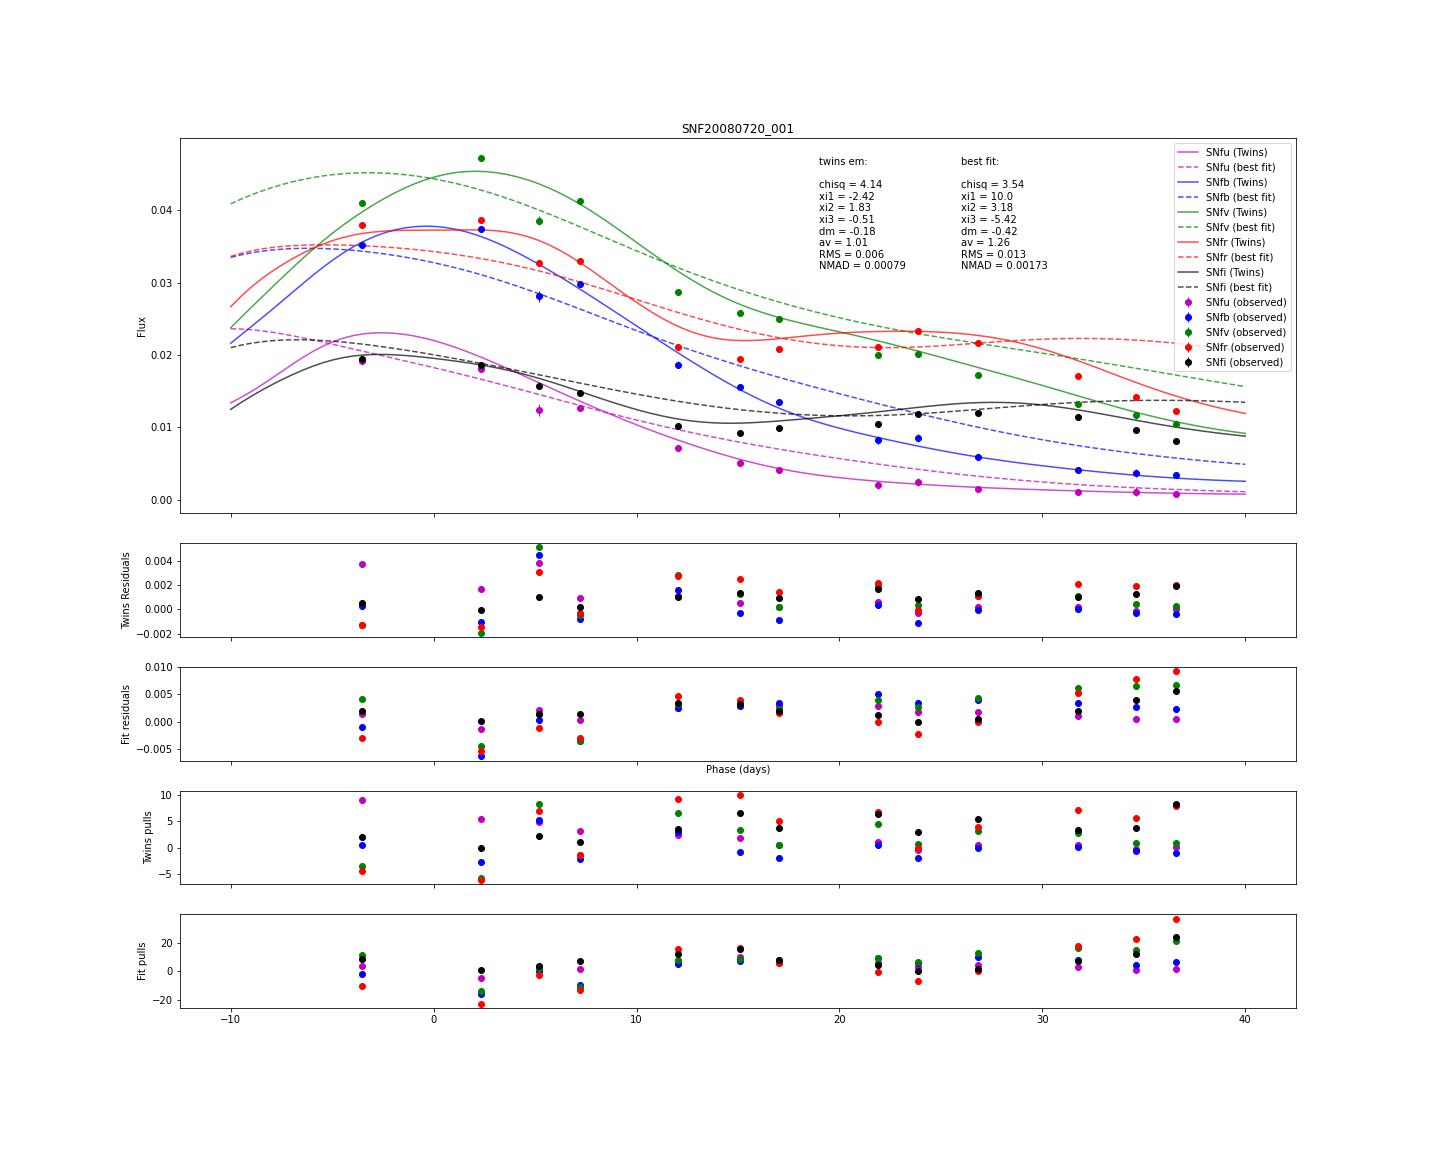 SNF20080720_001
Flux
0.04
0.03
0.02
0.01
0.00
twins em:
chisq = 4.14
xi1 = -2.42
xi2 = 1.83
xi3 = -0.51
dm = -0.18
av = 1.01
RMS = 0.006
NMAD = 0.00079
best fit:
chisq = 3.54
xi1 = 10.0
xi2 = 3.18
xi3 = -5.42
dm = -0.42
av = 1.26
RMS = 0.013
NMAD = 0.00173
SNfu (Twins)
SNfu (best fit)
SNfb (Twins)
SNfb (best fit)
SNfv (Twins)
SNfv (best fit)
SNfr (Twins)
SNfr (best fit)
SNfi (Twins)
SNfi (best fit)
SNfu (observed)
SNfb (observed)
SNfv (observed)
SNfr (observed)
SNfi (observed)
Twins Residuals
0.004
0.002
0.000
−0.002
Fit residuals
0.010
0.005
0.000
−0.005
Phase (days)
Twins pulls
10
5
0
−5
Fit pulls
20
0
−20
−10 0 10 20 30 40